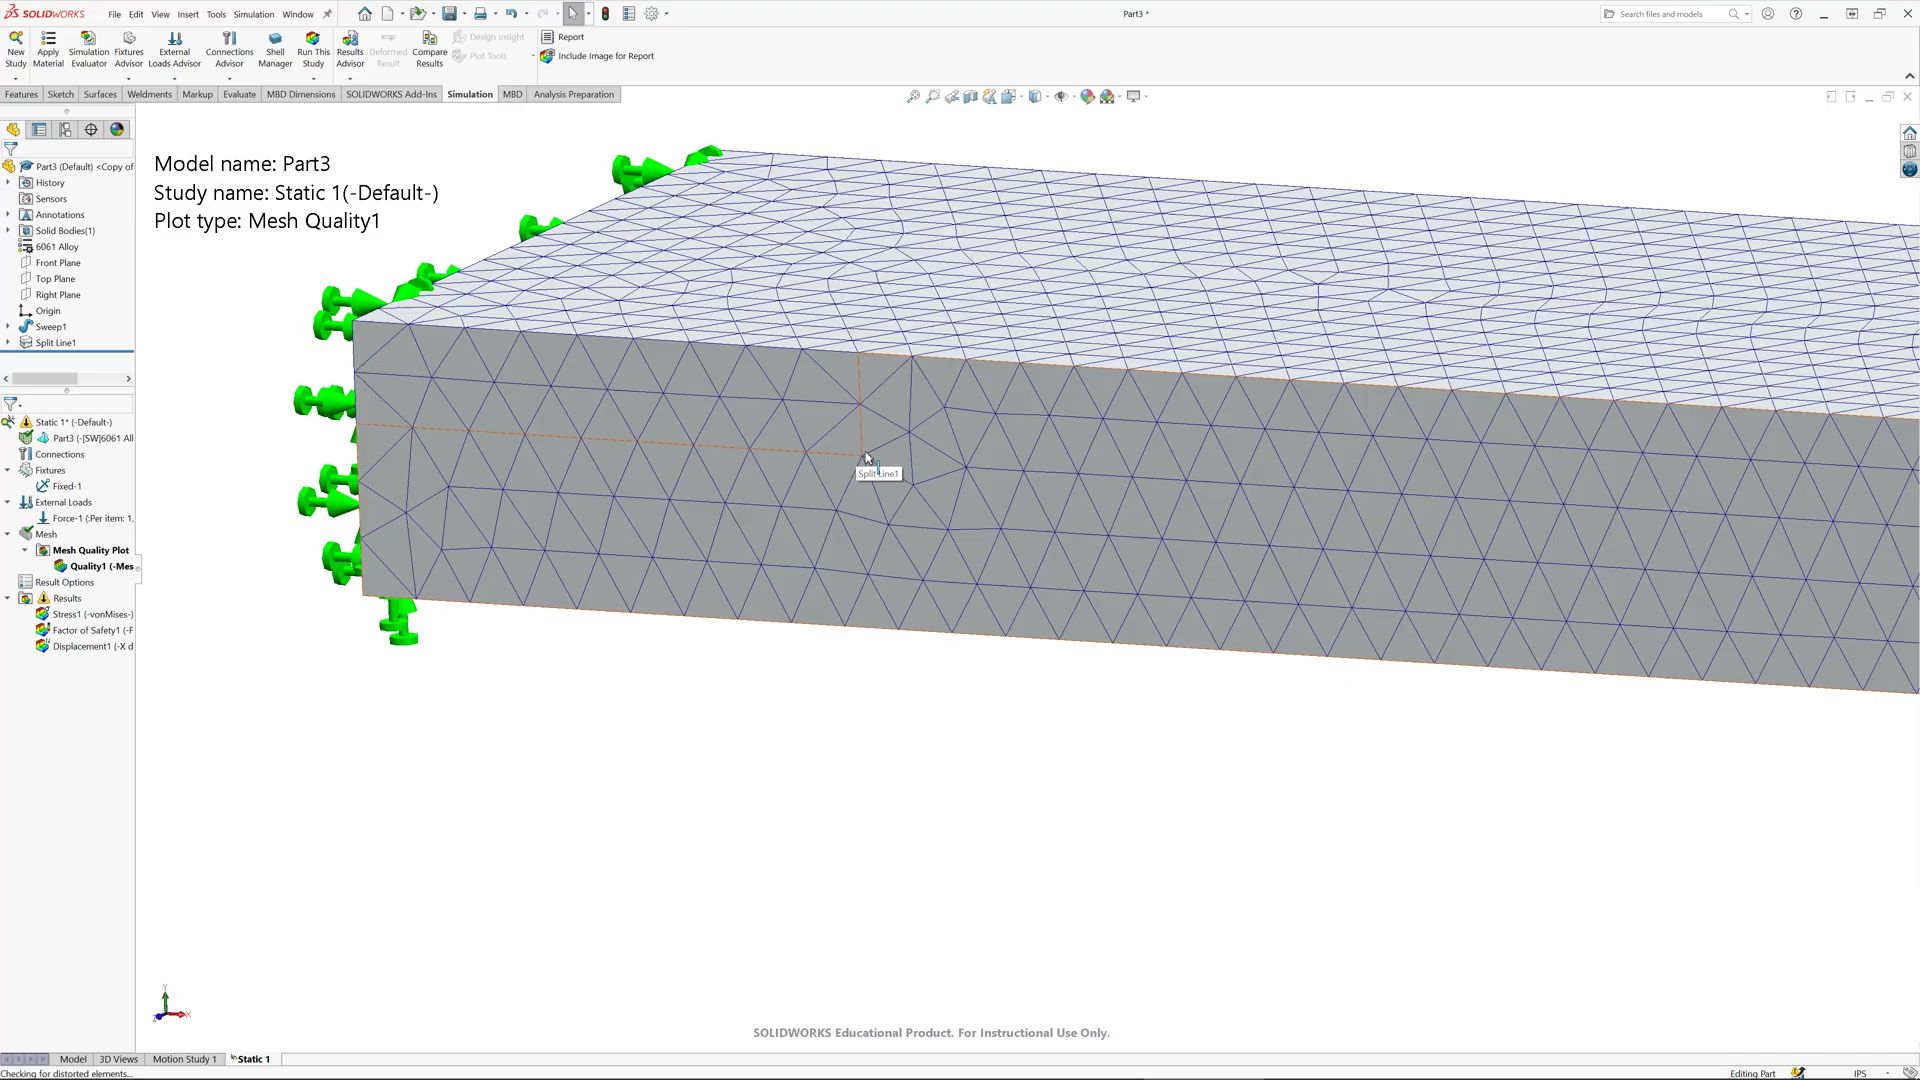 SOLIDWORKS
File Edit View Insert Tools Simulation Window
Part3 *
Search files and models
New Study
Apply Material
Simulation Evaluator
Fixtures Advisor
External Loads Advisor
Connections Advisor
Shell Manager
Run This Study
Results Advisor
Deformed Result
Compare Results
Design Insight
Plot Tools
Report
Include Image for Report
Features Sketch Surfaces Weldments Markup Evaluate MBD Dimensions SOLIDWORKS Add-Ins Simulation MBD Analysis Preparation
Part3 (Default) <Copy of
History
Sensors
Annotations
Solid Bodies(1)
6061 Alloy
Front Plane
Top Plane
Right Plane
Origin
Sweep1
Split Line1
Static 1* (-Default-)
Part3 (-[SW]6061 All
Connections
Fixtures
Fixed-1
External Loads
Force-1 (:Per item: 1,
Mesh
Mesh Quality Plot
Quality1 (-Mes
Result Options
Results
Stress1 (-vonMises-)
Factor of Safety1 (-F
Displacement1 (-X d
Model name: Part3
Study name: Static 1(-Default-)
Plot type: Mesh Quality1
Split Line1
Y
X
Z
SOLIDWORKS Educational Product. For Instructional Use Only.
Model 3D Views Motion Study 1 Static 1
Checking for distorted elements...
Editing Part
IPS